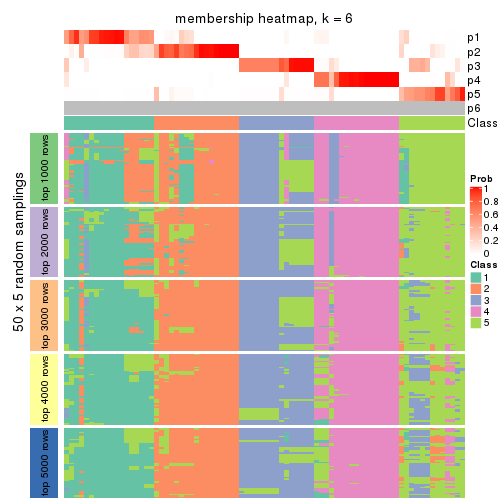 membership heatmap, k = 6
p1
p2
p3
p4
p5
p6
Class
50 x 5 random samplings
top 1000 rows
top 2000 rows
top 3000 rows
top 4000 rows
top 5000 rows
Prob
1
0.8
0.6
0.4
0.2
0
Class
1
2
3
4
5